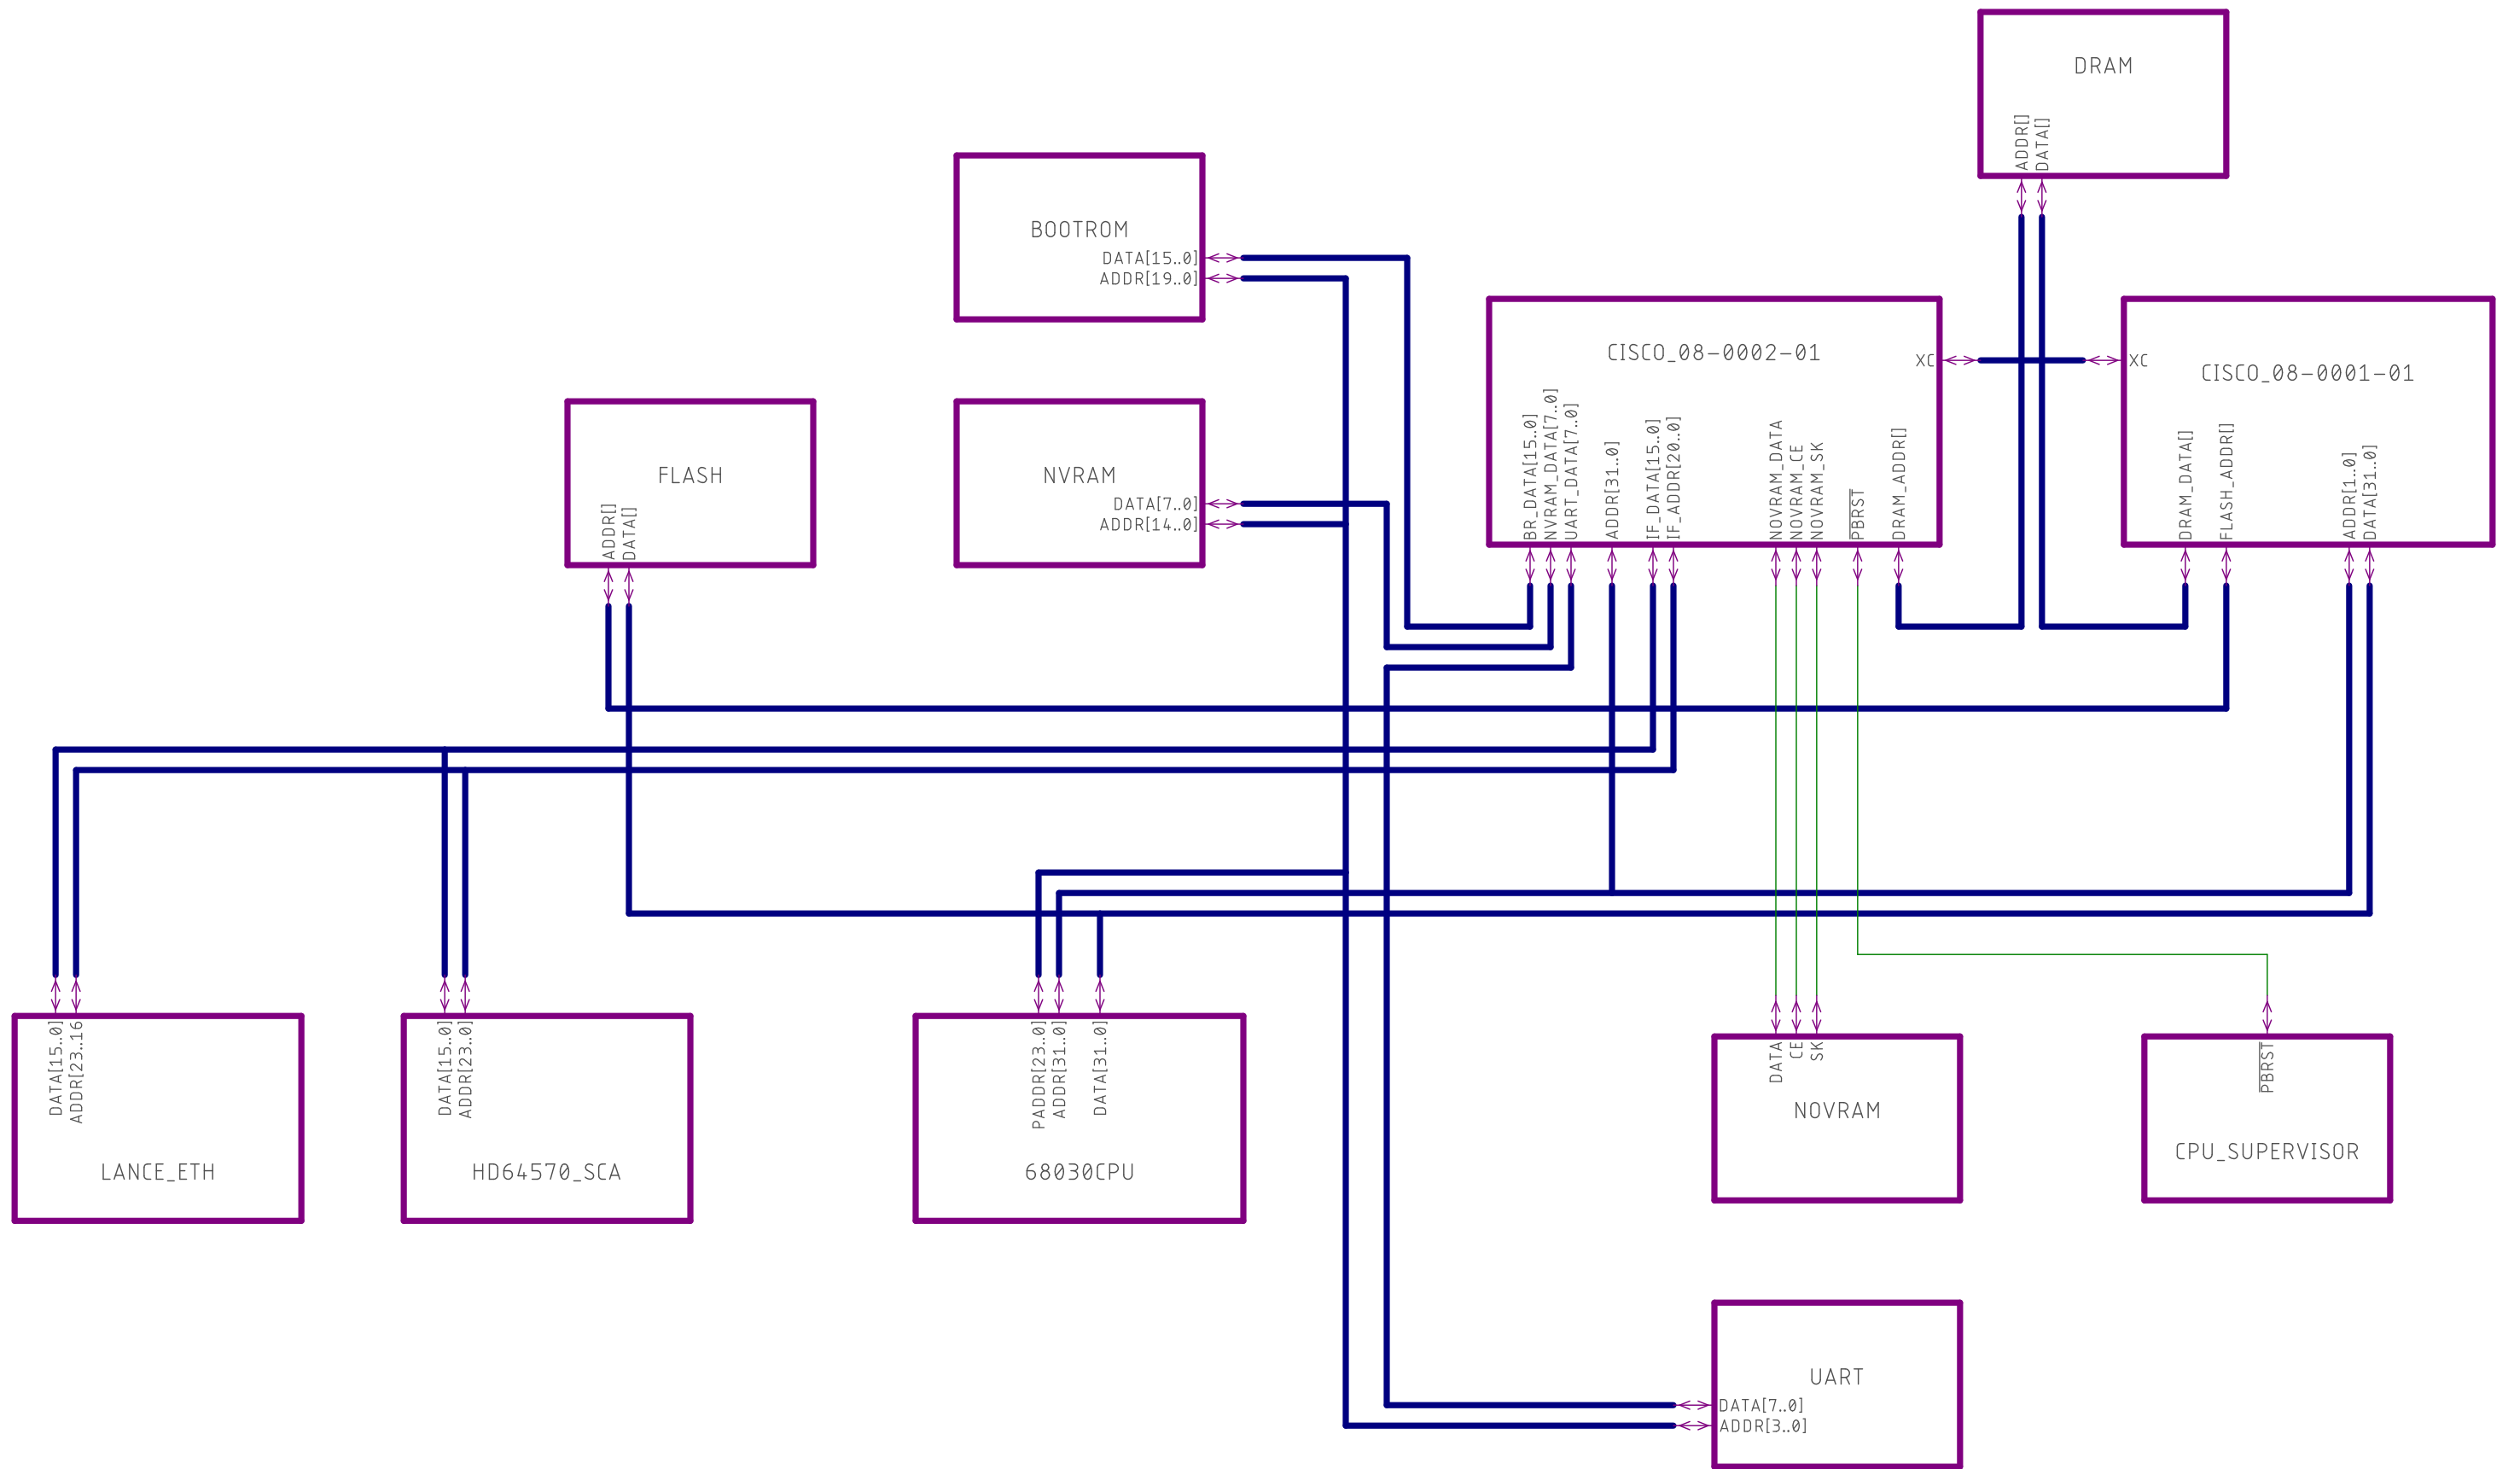 DRAM
ADDR[]
DATA[]
BOOTROM
DATA[15..0]
ADDR[19..0]
CISCO_08-0002-01
XC
BR_DATA[15..0]
NVRAM_DATA[7..0]
UART_DATA[7..0]
ADDR[31..0]
IF_DATA[15..0]
IF_ADDR[20..0]
NOVRAM_DATA
NOVRAM_CE
NOVRAM_SK
PBRST
DRAM_ADDR[]
XC
CISCO_08-0001-01
DRAM_DATA[]
FLASH_ADDR[]
ADDR[1..0]
DATA[31..0]
FLASH
ADDR[]
DATA[]
NVRAM
DATA[7..0]
ADDR[14..0]
DATA[15..0]
ADDR[23..16
LANCE_ETH
DATA[15..0]
ADDR[23..0]
HD64570_SCA
PADDR[23..0]
ADDR[31..0]
DATA[31..0]
68030CPU
DATA
CE
SK
NOVRAM
PBRST
CPU_SUPERVISOR
UART
DATA[7..0]
ADDR[3..0]